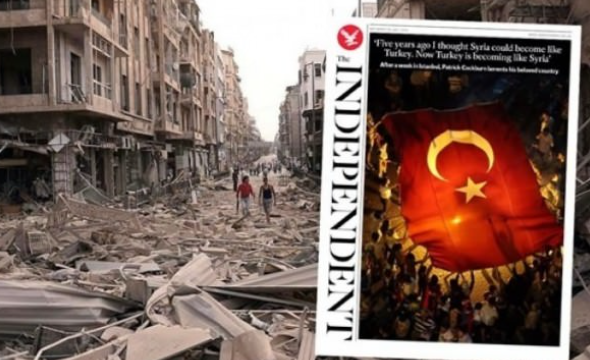 The
INDEPENDENT
'Five years ago I thought Syria could become like
Turkey. Now Turkey is becoming like Syria'
After a week in Istanbul, Patrick Cockburn laments his beloved country